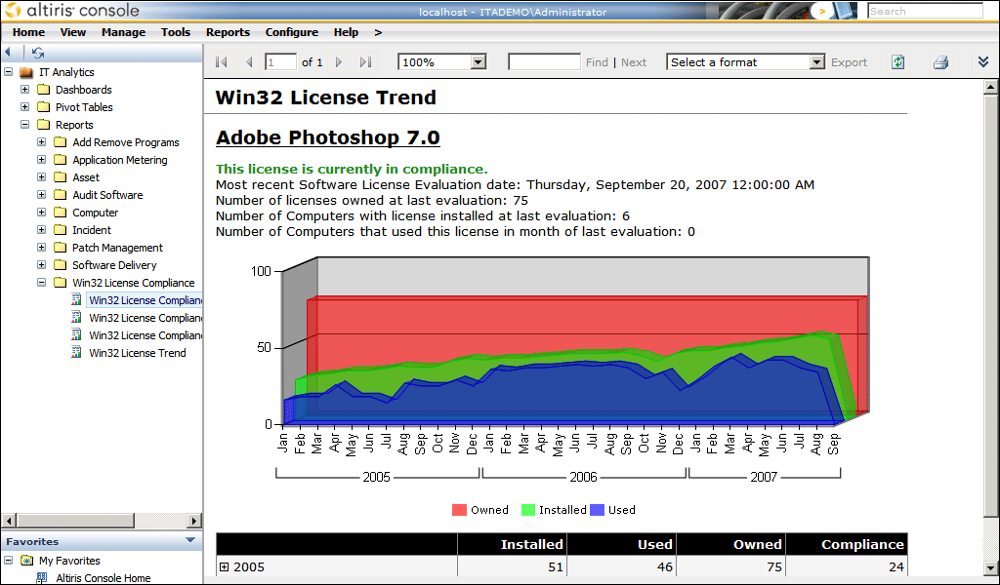 altiris console
localhost - ITADEMO\Administrator
Search
Home View Manage Tools Reports Configure Help >
1 of 1 100% Find | Next Select a format Export
IT Analytics
Dashboards
Pivot Tables
Reports
Add Remove Programs
Application Metering
Asset
Audit Software
Computer
Incident
Patch Management
Software Delivery
Win32 License Compliance
Win32 License Complianc
Win32 License Complianc
Win32 License Complianc
Win32 License Trend
Favorites
My Favorites
Altiris Console Home
Win32 License Trend
Adobe Photoshop 7.0
This license is currently in compliance.
Most recent Software License Evaluation date: Thursday, September 20, 2007 12:00:00 AM
Number of licenses owned at last evaluation: 75
Number of Computers with license installed at last evaluation: 6
Number of Computers that used this license in month of last evaluation: 0
100
50
0
Jan Feb Mar Apr May Jun Jul Aug Sep Oct Nov Dec Jan Feb Mar Apr May Jun Jul Aug Sep Oct Nov Dec Jan Feb Mar Apr May Jun Jul Aug Sep
2005 2006 2007
Owned Installed Used
Installed Used Owned Compliance
2005 51 46 75 24